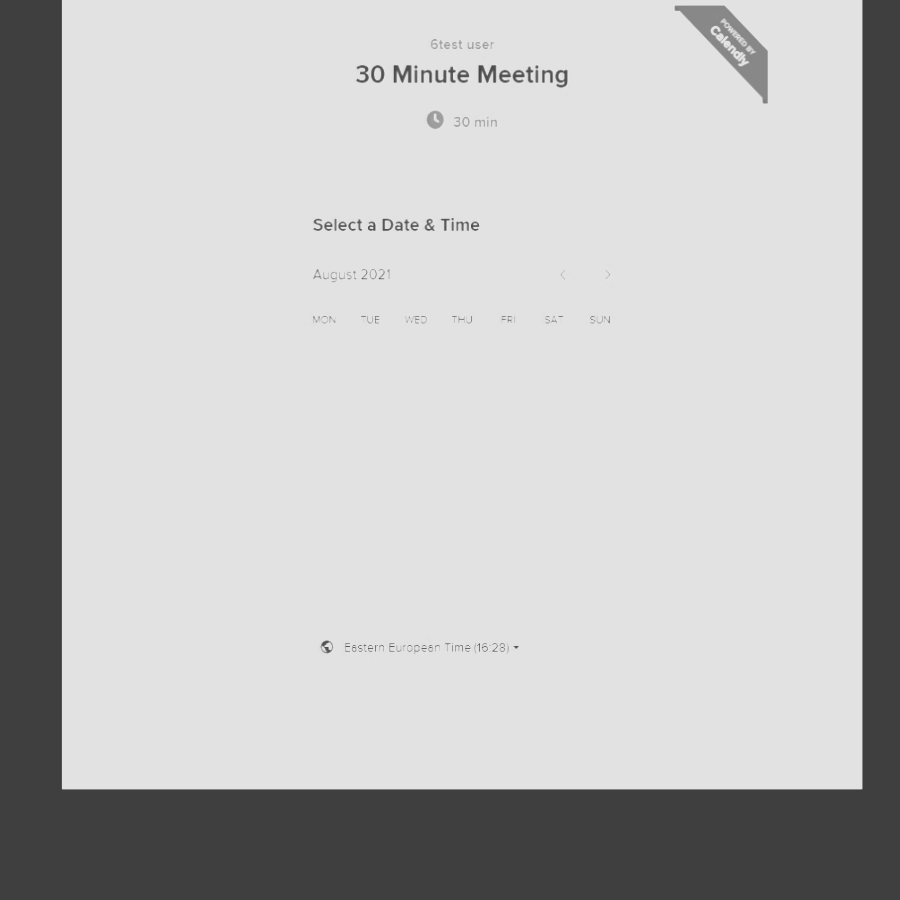 POWERED BY
Calendly
6test user
30 Minute Meeting
30 min
Select a Date & Time
August 2021
MON TUE WED THU FRI SAT SUN
Eastern European Time (16:28)